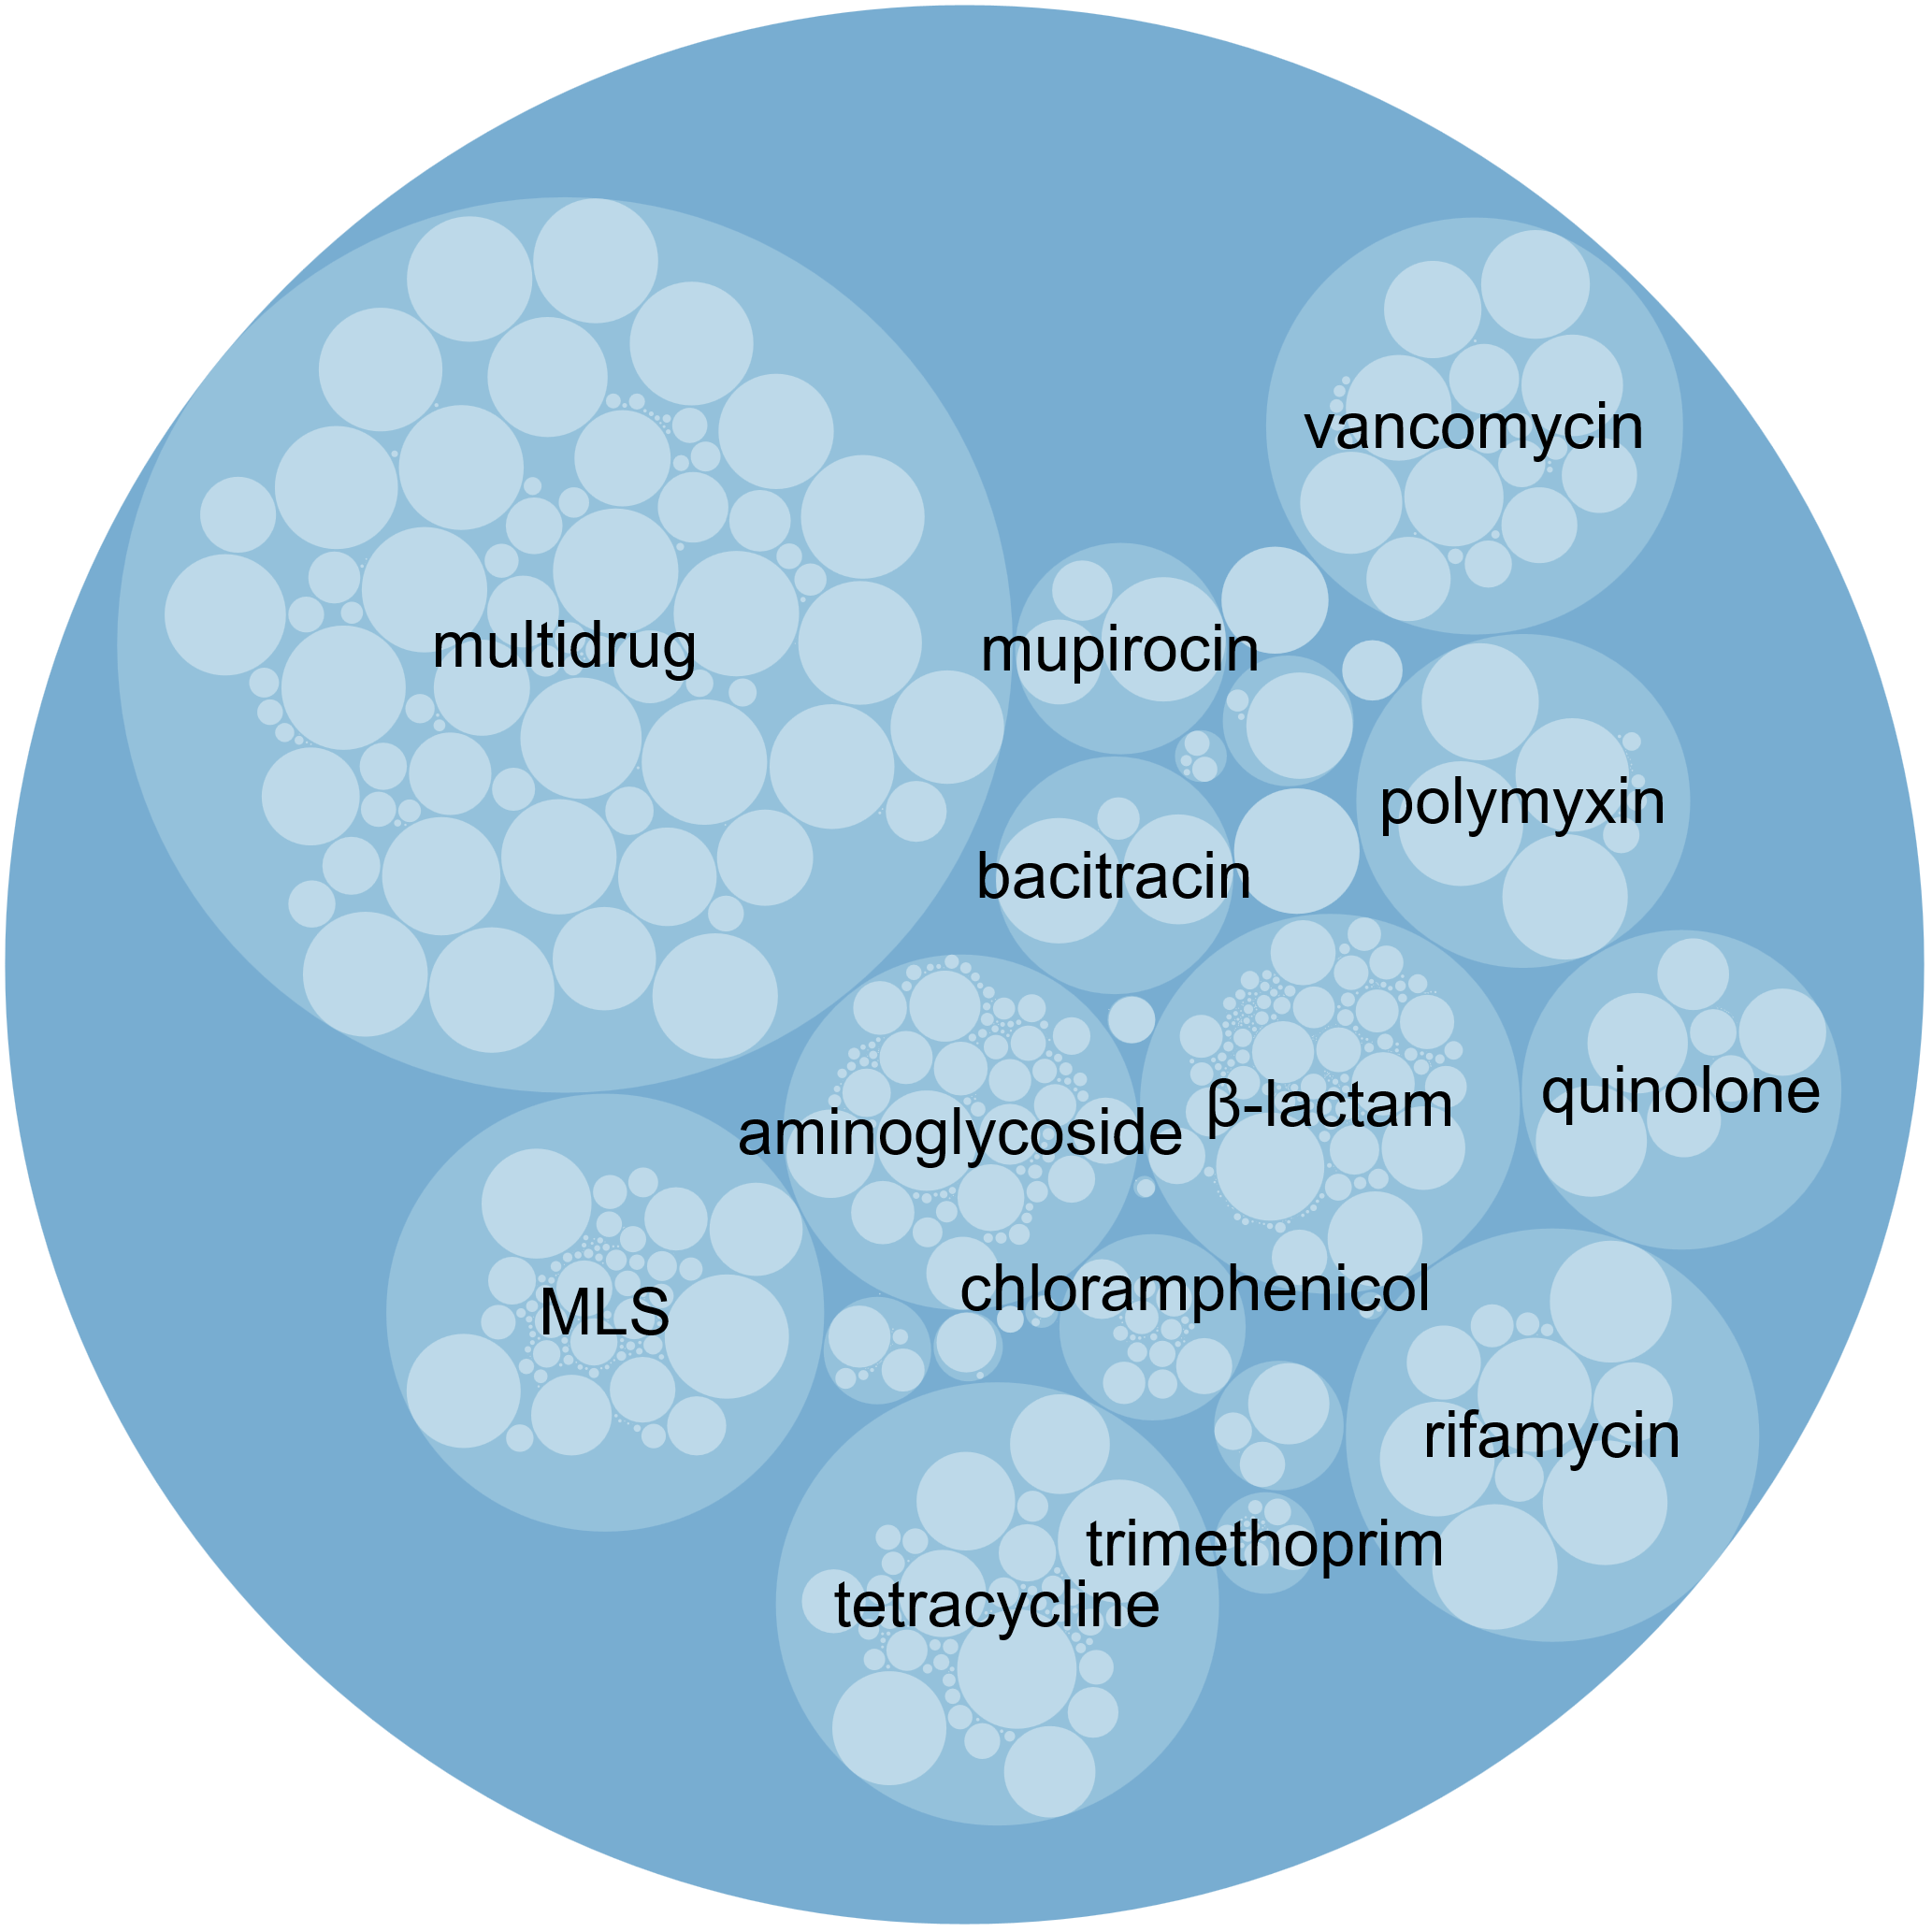 vancomycin
multidrug
mupirocin
polymyxin
bacitracin
quinolone
β-lactam
aminoglycoside
chloramphenicol
MLS
rifamycin
trimethoprim
tetracycline